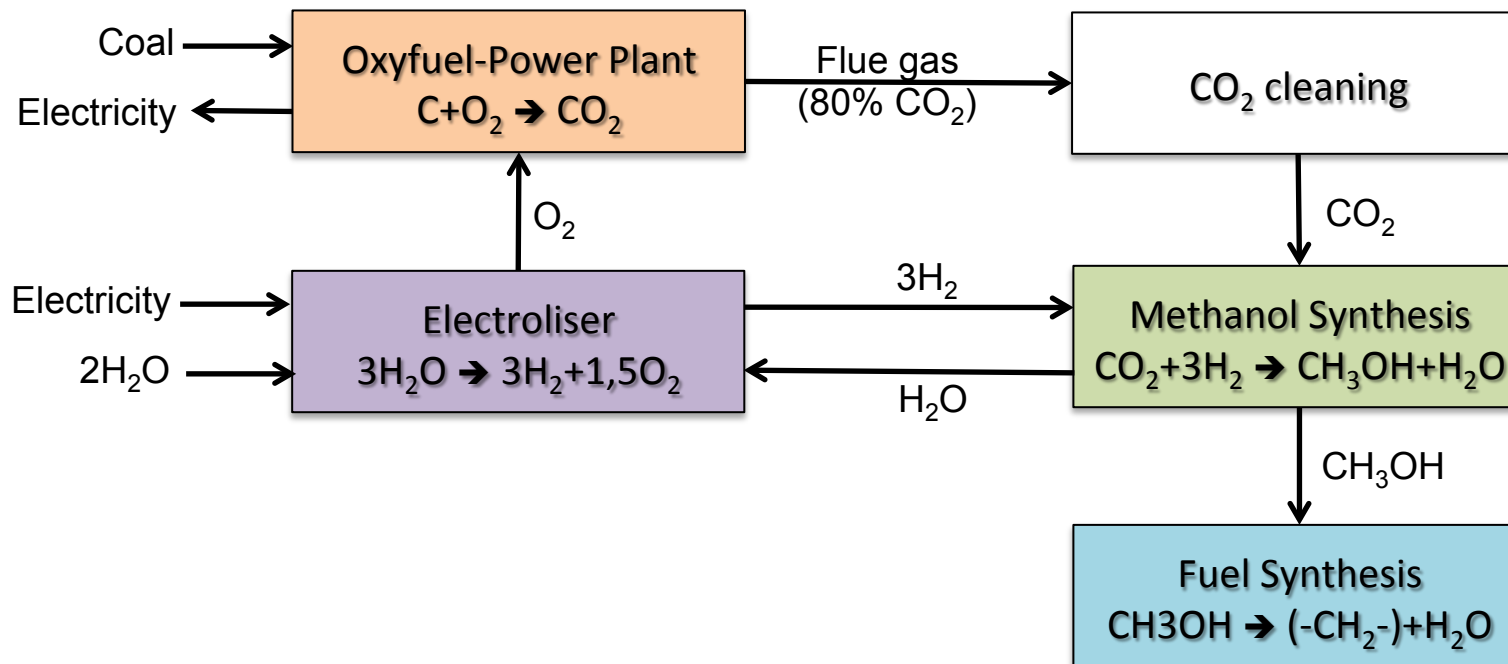 Coal
Electricity
Oxyfuel-Power Plant
C+O₂ → CO₂
Flue gas
(80% CO₂)
CO₂ cleaning
O₂
CO₂
Electricity
2H₂O
Electroliser
3H₂O → 3H₂+1,5O₂
3H₂
H₂O
Methanol Synthesis
CO₂+3H₂ → CH₃OH+H₂O
CH₃OH
Fuel Synthesis
CH3OH → (-CH₂-)+H₂O